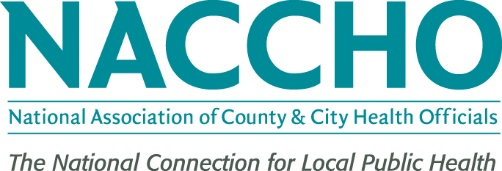 NACCHO
National Association of County & City Health Officials
The National Connection for Local Public Health